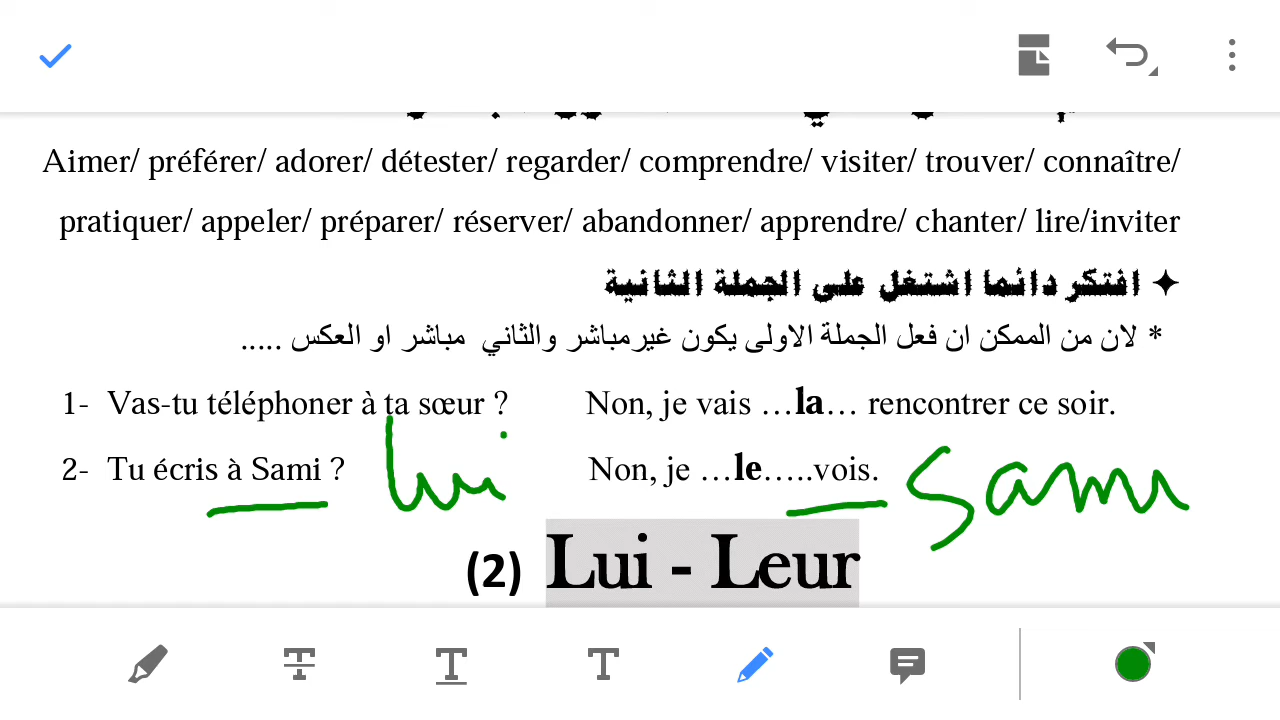 Aimer/ préférer/ adorer/ détester/ regarder/ comprendre/ visiter/ trouver/ connaître/
pratiquer/ appeler/ préparer/ réserver/ abandonner/ apprendre/ chanter/ lire/inviter
✦ افتكر دائما اشتغل على الجملة الثانية
* لان من الممكن ان فعل الجملة الاولى يكون غيرمباشر والثاني مباشر او العكس .....
1- Vas-tu téléphoner à ta sœur ? Non, je vais …la… rencontrer ce soir.
2- Tu écris à Sami ? lui Non, je …le…..vois. Sami
(2) Lui - Leur